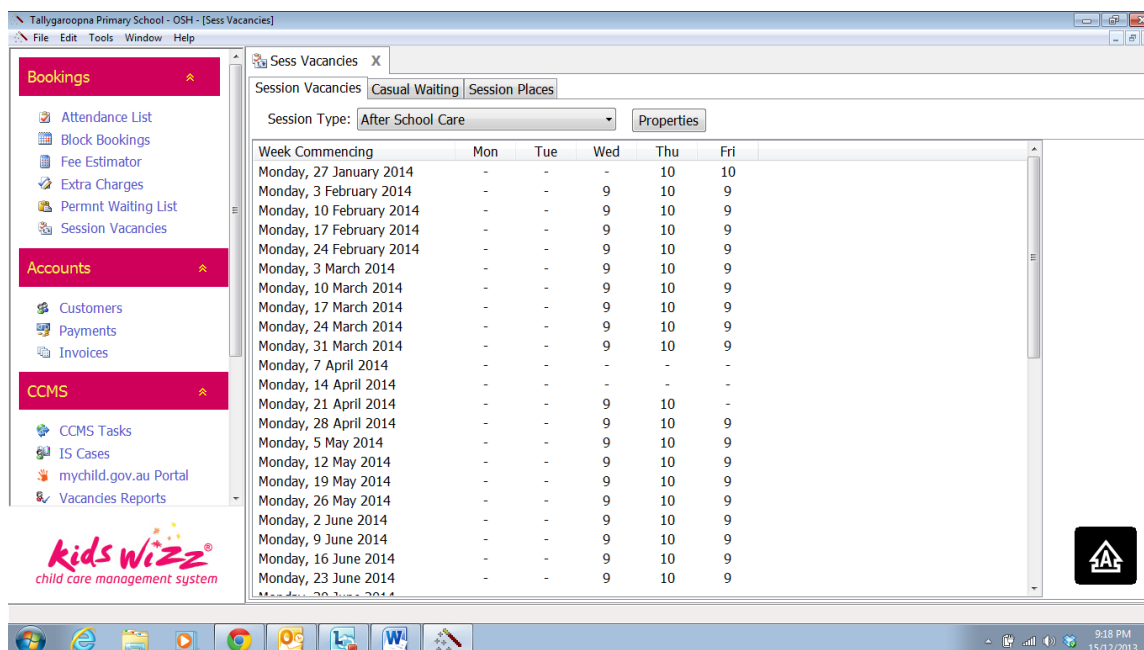 Tallygaroopna Primary School - OSH - [Sess Vacancies]
File Edit Tools Window Help
Bookings
Attendance List
Block Bookings
Fee Estimator
Extra Charges
Permnt Waiting List
Session Vacancies
Accounts
Customers
Payments
Invoices
CCMS
CCMS Tasks
IS Cases
mychild.gov.au Portal
Vacancies Reports
kids wizz®
child care management system
Sess Vacancies X
Session Vacancies Casual Waiting Session Places
Session Type: After School Care Properties
Week Commencing Mon Tue Wed Thu Fri
Monday, 27 January 2014 - - - 10 10
Monday, 3 February 2014 - - 9 10 9
Monday, 10 February 2014 - - 9 10 9
Monday, 17 February 2014 - - 9 10 9
Monday, 24 February 2014 - - 9 10 9
Monday, 3 March 2014 - - 9 10 9
Monday, 10 March 2014 - - 9 10 9
Monday, 17 March 2014 - - 9 10 9
Monday, 24 March 2014 - - 9 10 9
Monday, 31 March 2014 - - 9 10 9
Monday, 7 April 2014 - - - - -
Monday, 14 April 2014 - - - - -
Monday, 21 April 2014 - - 9 10 -
Monday, 28 April 2014 - - 9 10 9
Monday, 5 May 2014 - - 9 10 9
Monday, 12 May 2014 - - 9 10 9
Monday, 19 May 2014 - - 9 10 9
Monday, 26 May 2014 - - 9 10 9
Monday, 2 June 2014 - - 9 10 9
Monday, 9 June 2014 - - 9 10 9
Monday, 16 June 2014 - - 9 10 9
Monday, 23 June 2014 - - 9 10 9
A
9:18 PM
15/12/2013